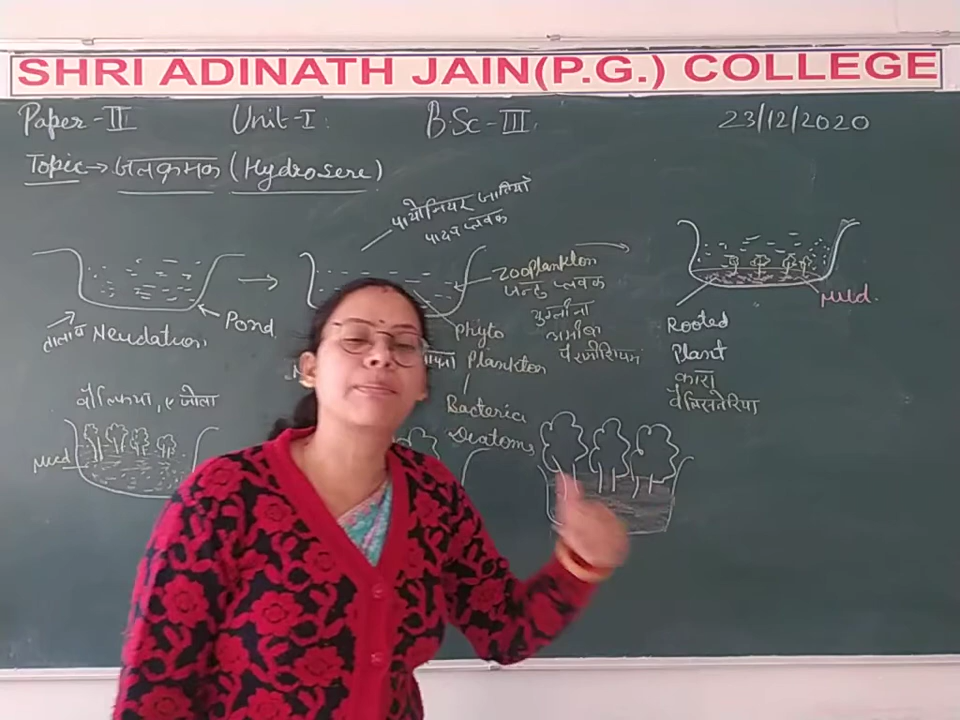 SHRI ADINATH JAIN(P.G.) COLLEGE
Paper-II Unit-I B.Sc-III 23/12/2020
Topic→ जलक्रमक (Hydrosere)
पायोनियर जातियाँ
पादप प्लवक
Zooplankton
जन्तु प्लवक
युग्लीना
अमीबा
पैरामीशियम
तालाब Neudation
Pond
Phyto
Plankton
Bacteria
Diatoms
Mud
Rooted
Plant
कारा
वैलिसनेरिया
Mud